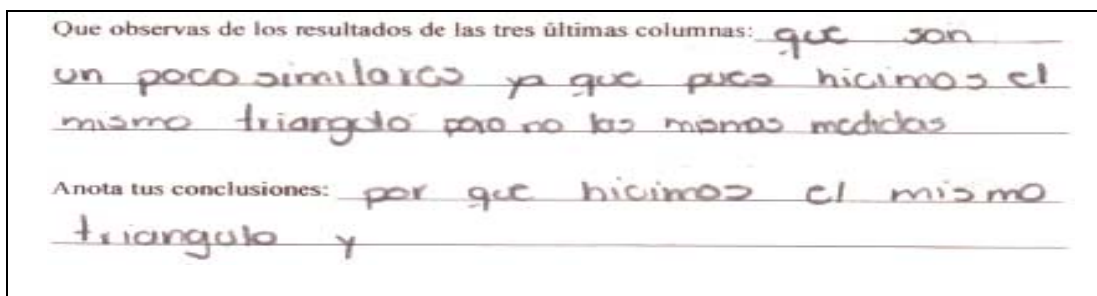 Que observas de los resultados de las tres últimas columnas: que son
un poco similares ya que pues hicimos el
mismo triangulo pero no las mismas medidas
Anota tus conclusiones: por que hicimos el mismo
triangulo y